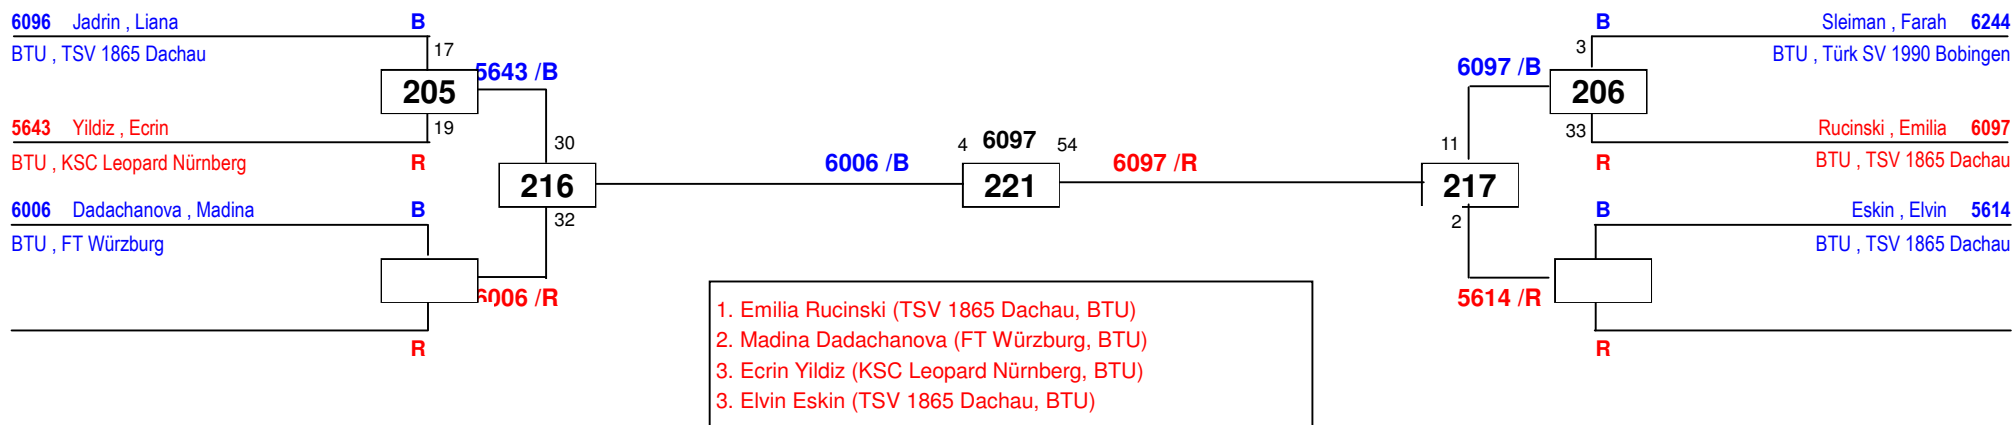 6096 Jadrin , Liana B
BTU , TSV 1865 Dachau
17
5643 /B
205
5643 Yildiz , Ecrin
19
BTU , KSC Leopard Nürnberg R
30
216
32
6006 Dadachanova , Madina B
BTU , FT Würzburg
6006 /R
R
6006 /B
4 6097 54
221
6097 /R
B Sleiman , Farah 6244
3
BTU , Türk SV 1990 Bobingen
6097 /B
206
33
Rucinski , Emilia 6097
R BTU , TSV 1865 Dachau
11
217
2
B Eskin , Elvin 5614
BTU , TSV 1865 Dachau
5614 /R
R
1. Emilia Rucinski (TSV 1865 Dachau, BTU)
2. Madina Dadachanova (FT Würzburg, BTU)
3. Ecrin Yildiz (KSC Leopard Nürnberg, BTU)
3. Elvin Eskin (TSV 1865 Dachau, BTU)